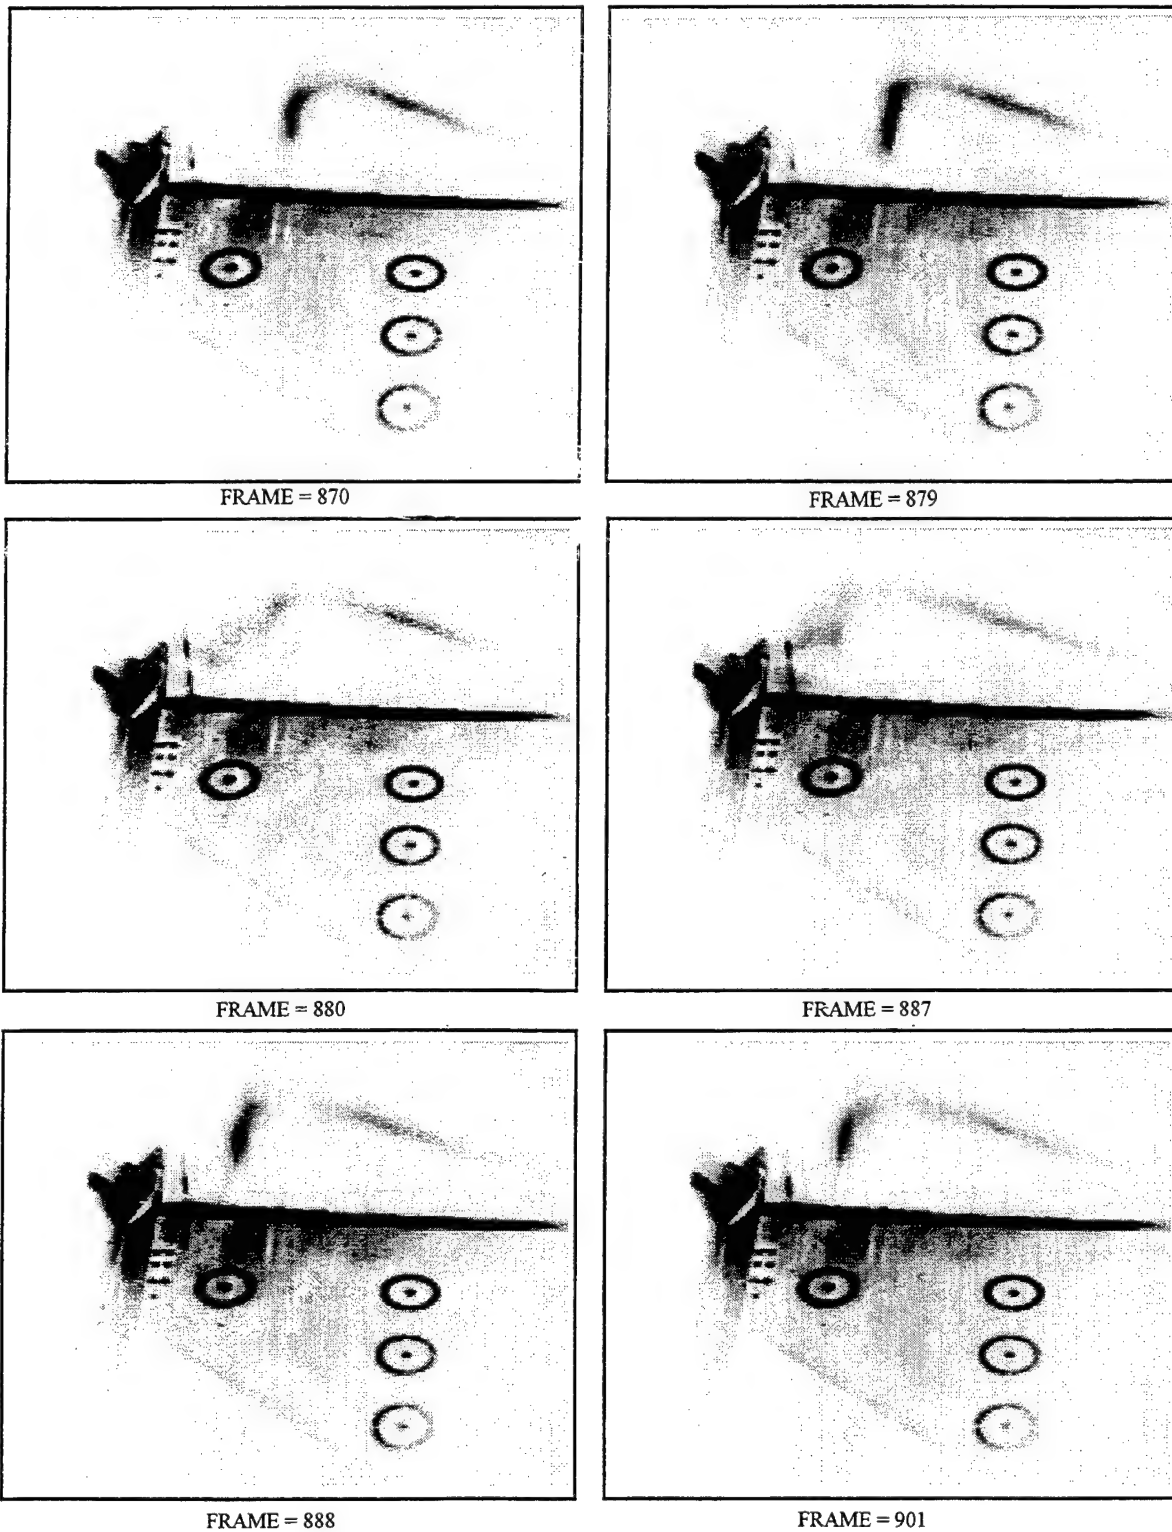 FRAME = 870
FRAME = 879
FRAME = 880
FRAME = 887
FRAME = 888
FRAME = 901